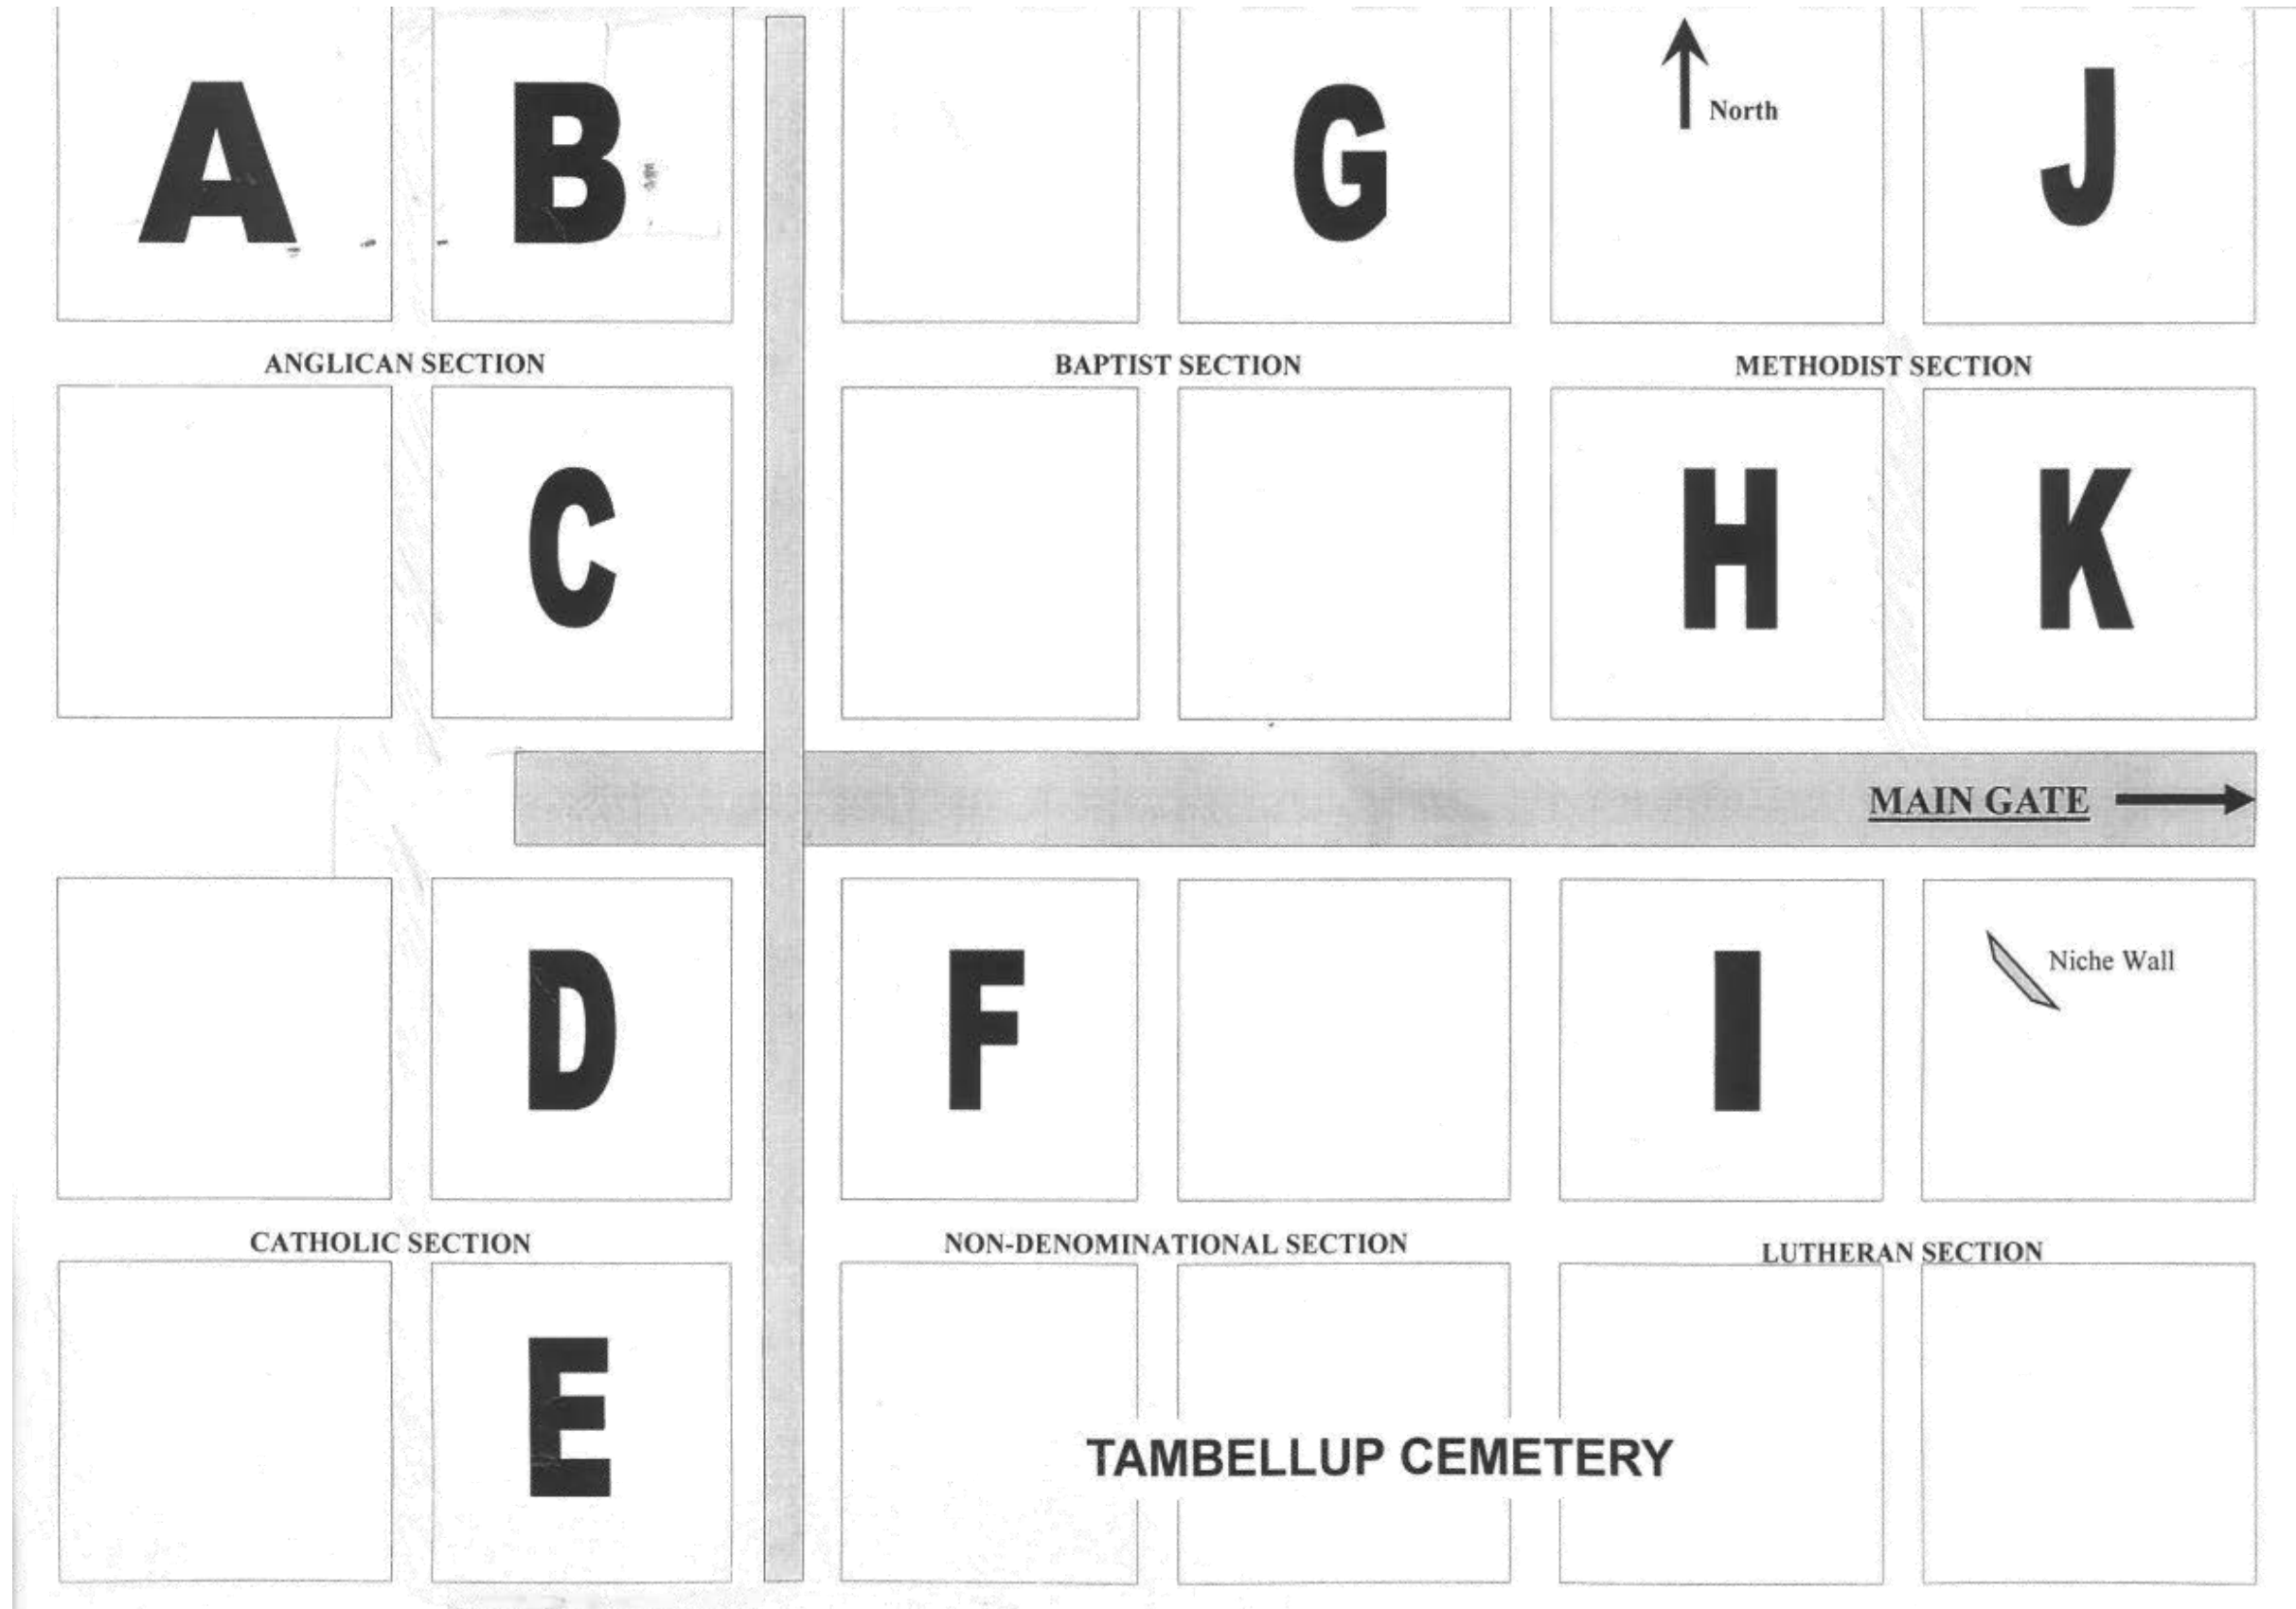 A B G North J
ANGLICAN SECTION BAPTIST SECTION METHODIST SECTION
C H K
MAIN GATE
D F I Niche Wall
CATHOLIC SECTION NON-DENOMINATIONAL SECTION LUTHERAN SECTION
E
TAMBELLUP CEMETERY